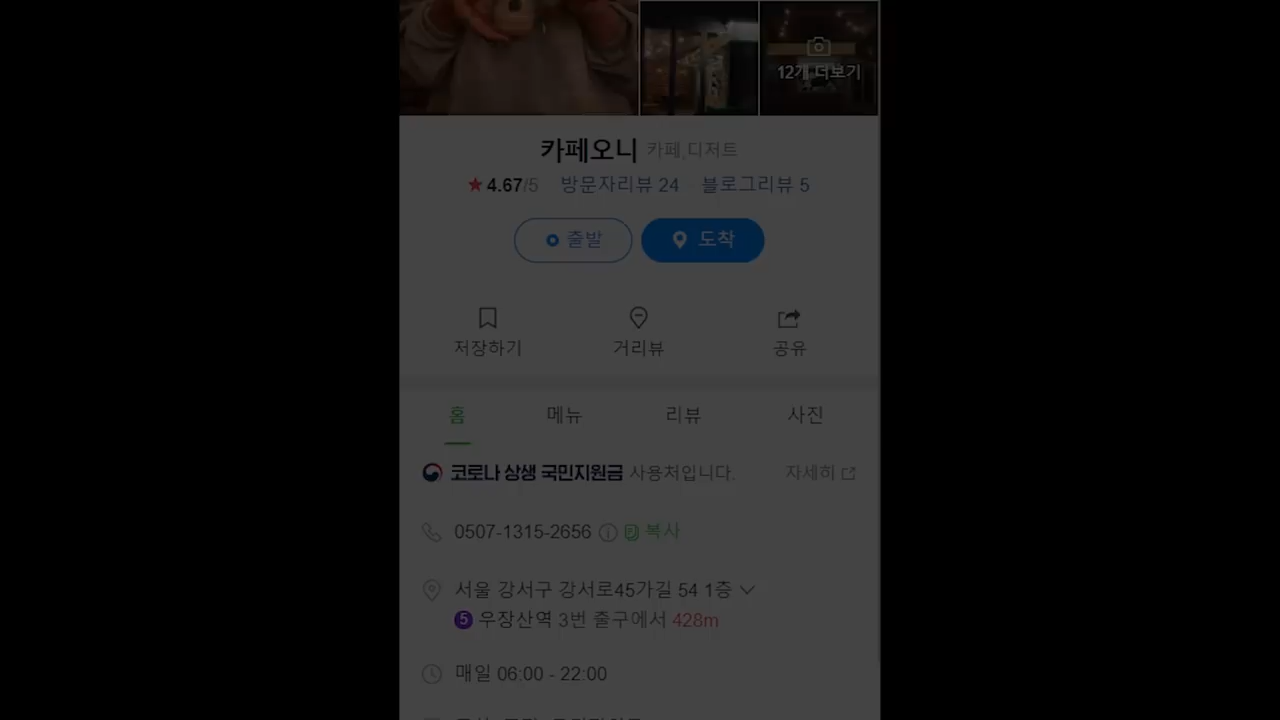 12개 더보기
카페오니 카페,디저트
★ 4.67/5 방문자리뷰 24 · 블로그리뷰 5
출발 도착
저장하기 거리뷰 공유
홈 메뉴 리뷰 사진
코로나 상생 국민지원금 사용처입니다. 자세히
0507-1315-2656 복사
서울 강서구 강서로45가길 54 1층
5 우장산역 3번 출구에서 428m
매일 06:00 - 22:00